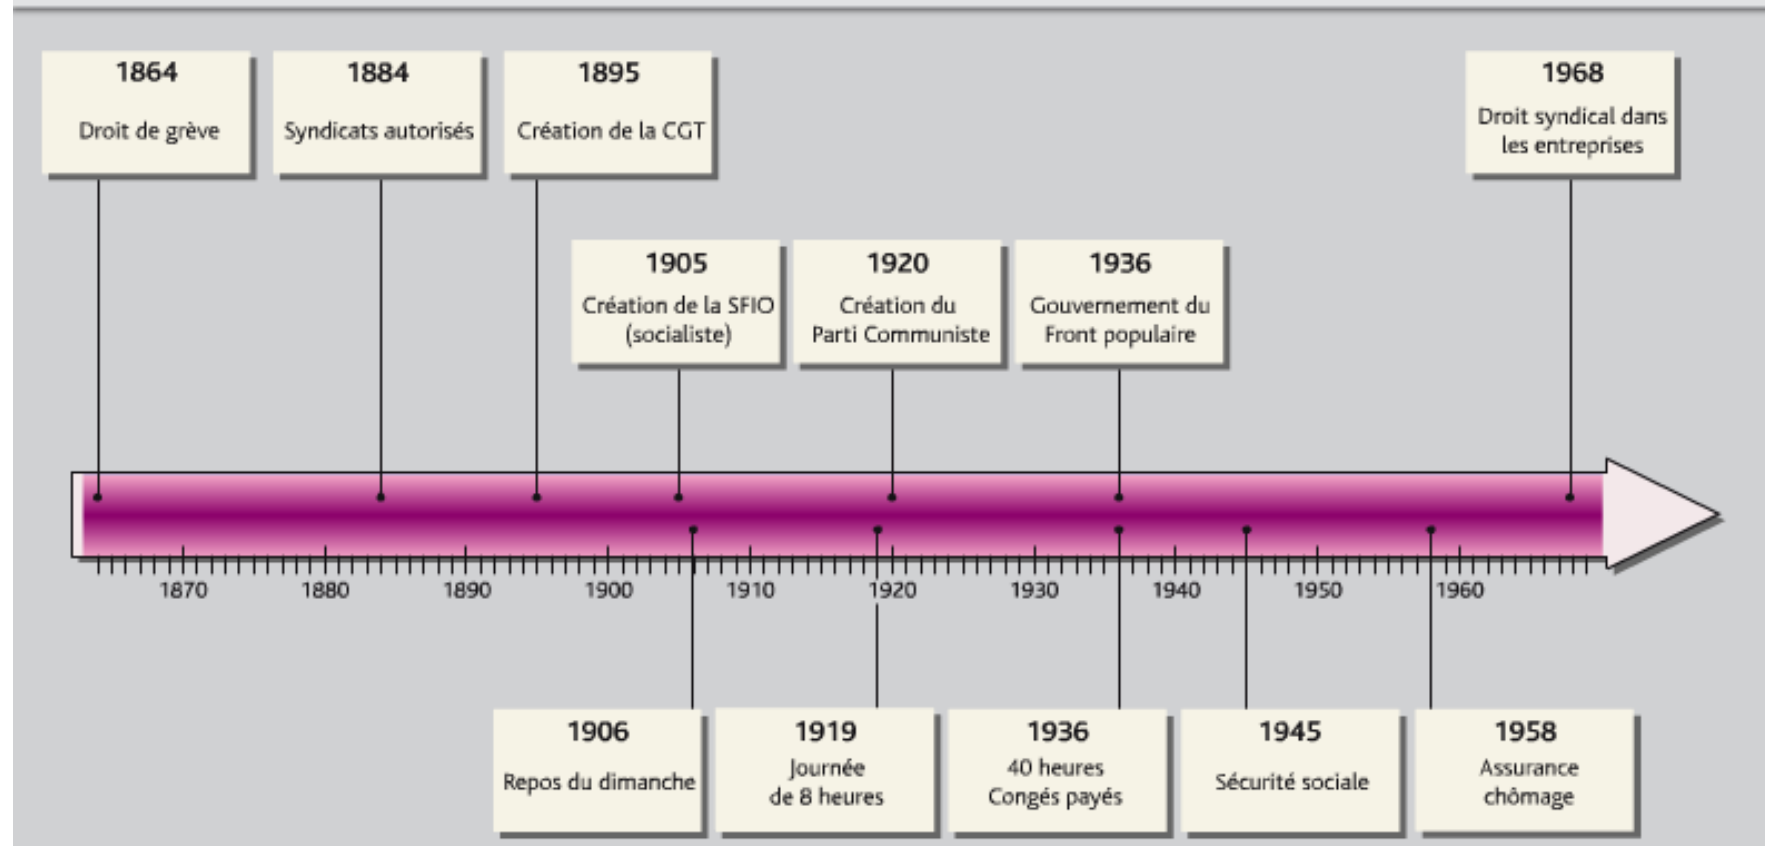 1864
Droit de grève
1884
Syndicats autorisés
1895
Création de la CGT
1968
Droit syndical dans
les entreprises
1905
Création de la SFIO
(socialiste)
1920
Création du
Parti Communiste
1936
Gouvernement du
Front populaire
1870
1880
1890
1900
1910
1920
1930
1940
1950
1960
1906
Repos du dimanche
1919
Journée
de 8 heures
1936
40 heures
Congés payés
1945
Sécurité sociale
1958
Assurance
chômage